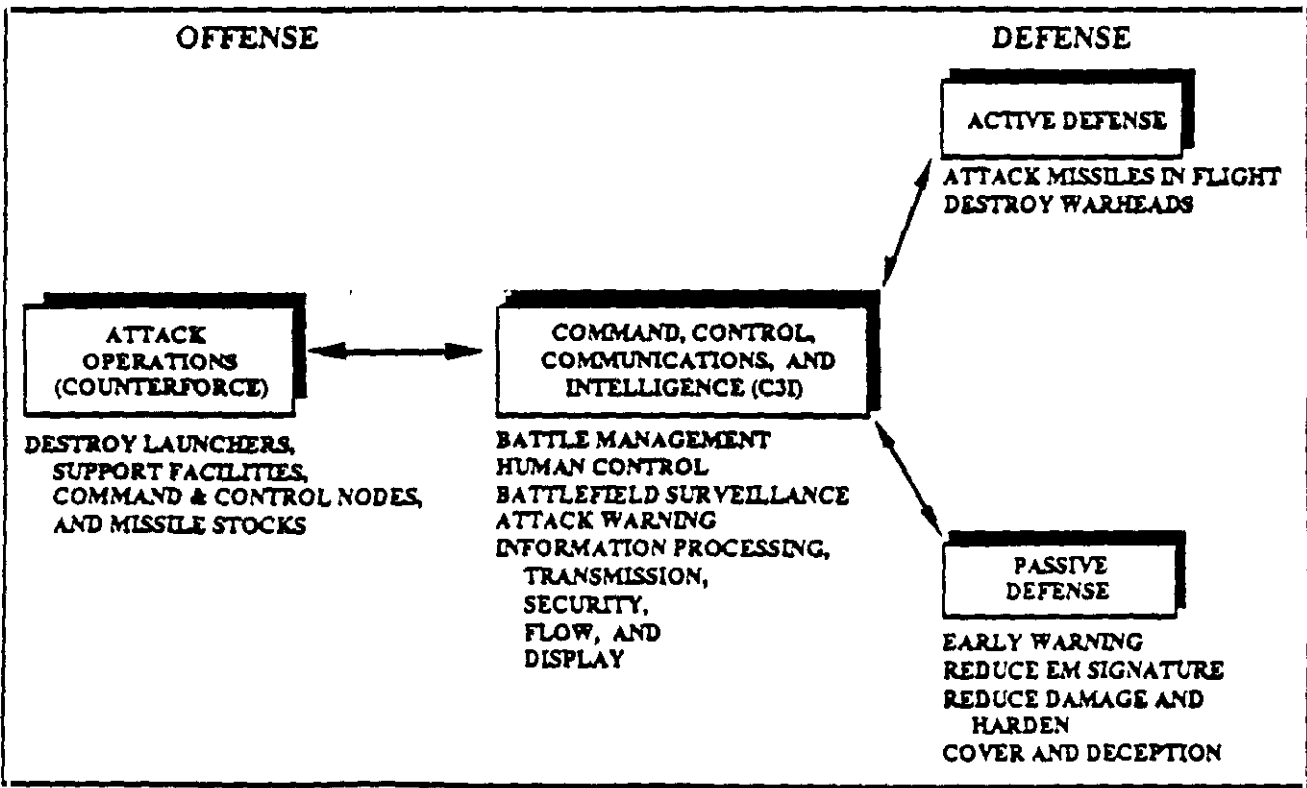 OFFENSE
DEFENSE
ACTIVE DEFENSE
ATTACK MISSILES IN FLIGHT
DESTROY WARHEADS
ATTACK
OPERATIONS
(COUNTERFORCE)
DESTROY LAUNCHERS,
SUPPORT FACILITIES,
COMMAND & CONTROL NODES,
AND MISSILE STOCKS
COMMAND, CONTROL,
COMMUNICATIONS, AND
INTELLIGENCE (C3I)
BATTLE MANAGEMENT
HUMAN CONTROL
BATTLEFIELD SURVEILLANCE
ATTACK WARNING
INFORMATION PROCESSING,
TRANSMISSION,
SECURITY,
FLOW, AND
DISPLAY
PASSIVE
DEFENSE
EARLY WARNING
REDUCE EM SIGNATURE
REDUCE DAMAGE AND
HARDEN
COVER AND DECEPTION